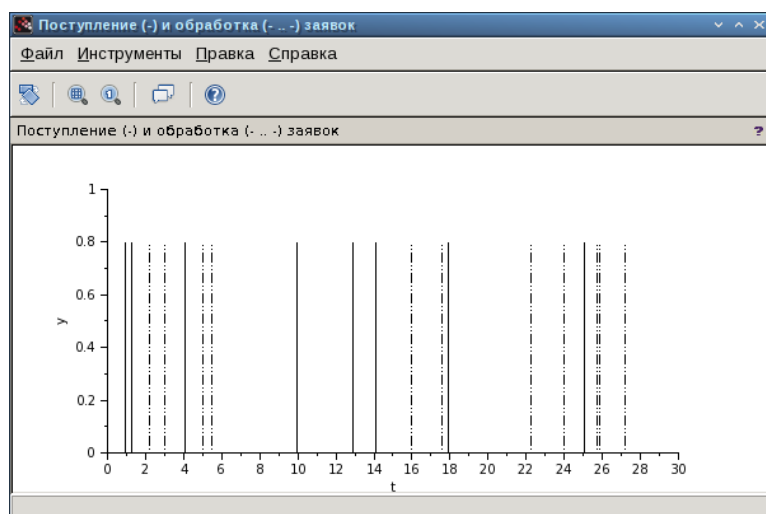 Поступление (-) и обработка (- .. -) заявок
Файл Инструменты Правка Справка
Поступление (-) и обработка (- .. -) заявок ?
1
0.8
0.6
y
0.4
0.2
0
0 2 4 6 8 10 12 14 16 18 20 22 24 26 28 30
t